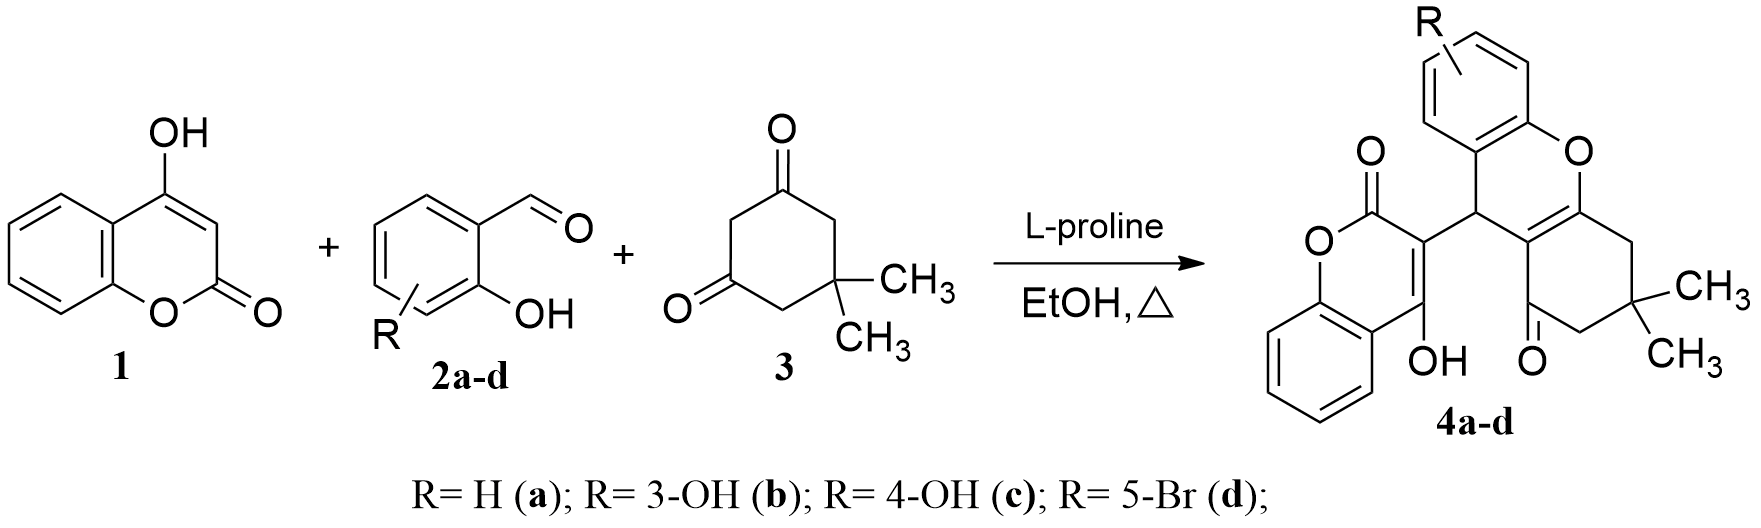 OH
O
O
1
+
O
OH
R
2a-d
+
O
O
CH3
CH3
3
L-proline
EtOH, △
R
O
O
O
OH
O
CH3
CH3
4a-d
R= H (a); R= 3-OH (b); R= 4-OH (c); R= 5-Br (d);